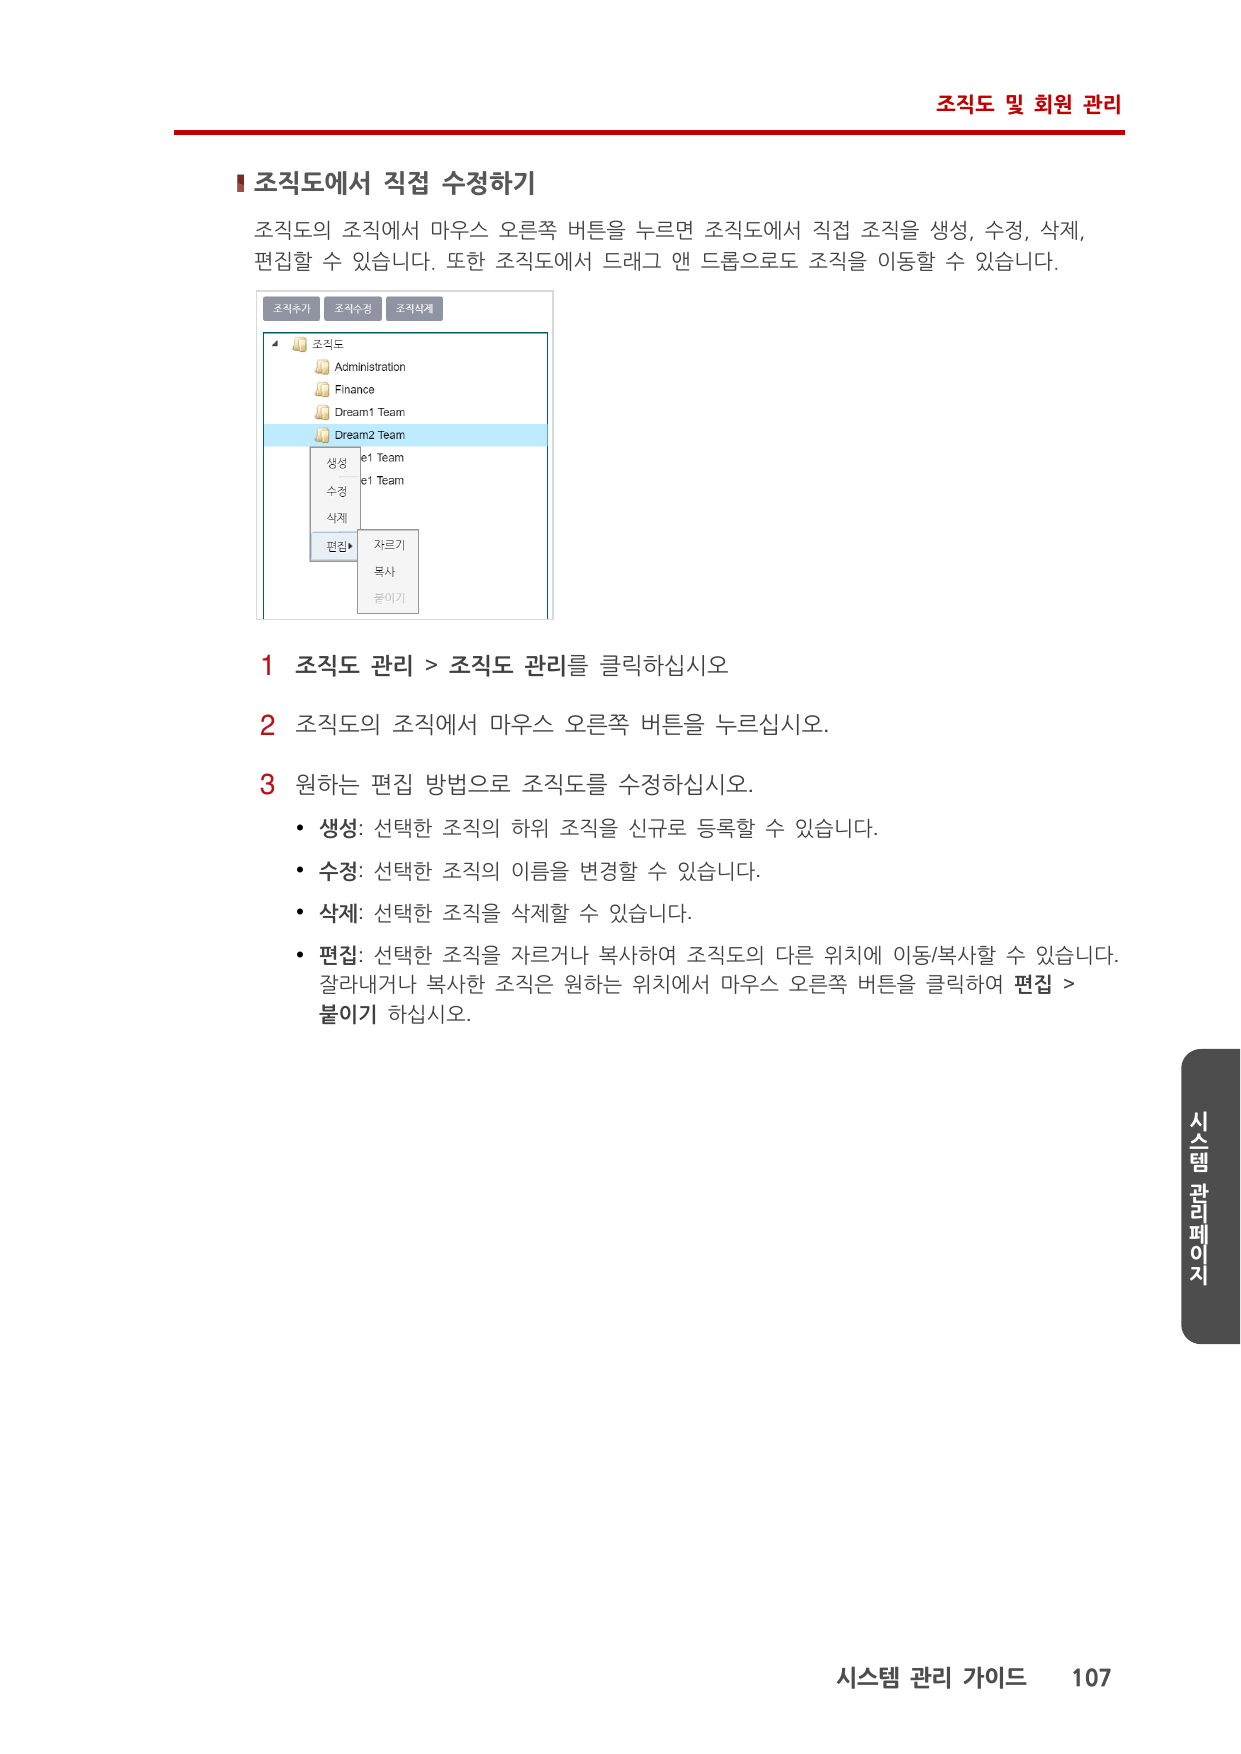 조직도 및 회원 관리
조직도에서 직접 수정하기
조직도의 조직에서 마우스 오른쪽 버튼을 누르면 조직도에서 직접 조직을 생성, 수정, 삭제,
편집할 수 있습니다. 또한 조직도에서 드래그 앤 드롭으로도 조직을 이동할 수 있습니다.
조직추가 조직수정 조직삭제
조직도
Administration
Finance
Dream1 Team
Dream2 Team
e1 Team
e1 Team
생성
수정
삭제
편집
자르기
복사
붙이기
1 조직도 관리 > 조직도 관리를 클릭하십시오
2 조직도의 조직에서 마우스 오른쪽 버튼을 누르십시오.
3 원하는 편집 방법으로 조직도를 수정하십시오.
• 생성: 선택한 조직의 하위 조직을 신규로 등록할 수 있습니다.
• 수정: 선택한 조직의 이름을 변경할 수 있습니다.
• 삭제: 선택한 조직을 삭제할 수 있습니다.
• 편집: 선택한 조직을 자르거나 복사하여 조직도의 다른 위치에 이동/복사할 수 있습니다.
잘라내거나 복사한 조직은 원하는 위치에서 마우스 오른쪽 버튼을 클릭하여 편집 >
붙이기 하십시오.
시스템 관리페이지
시스템 관리 가이드 107